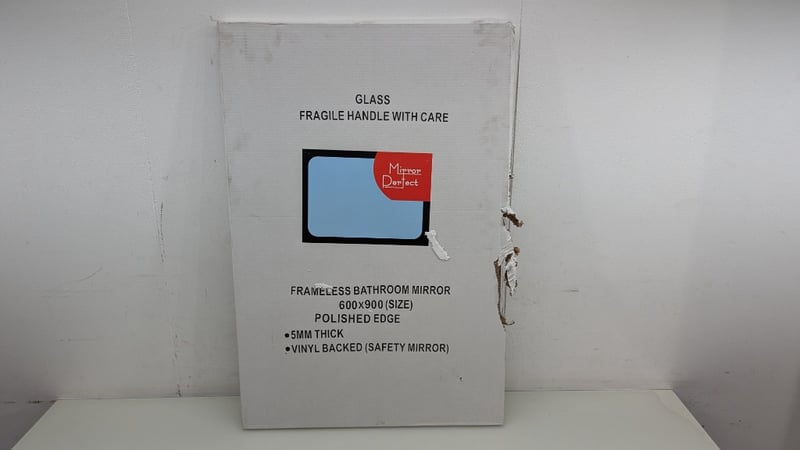 GLASS
FRAGILE HANDLE WITH CARE
Mirror
Perfect
FRAMELESS BATHROOM MIRROR
600X900 (SIZE)
POLISHED EDGE
•5MM THICK
•VINYL BACKED (SAFETY MIRROR)